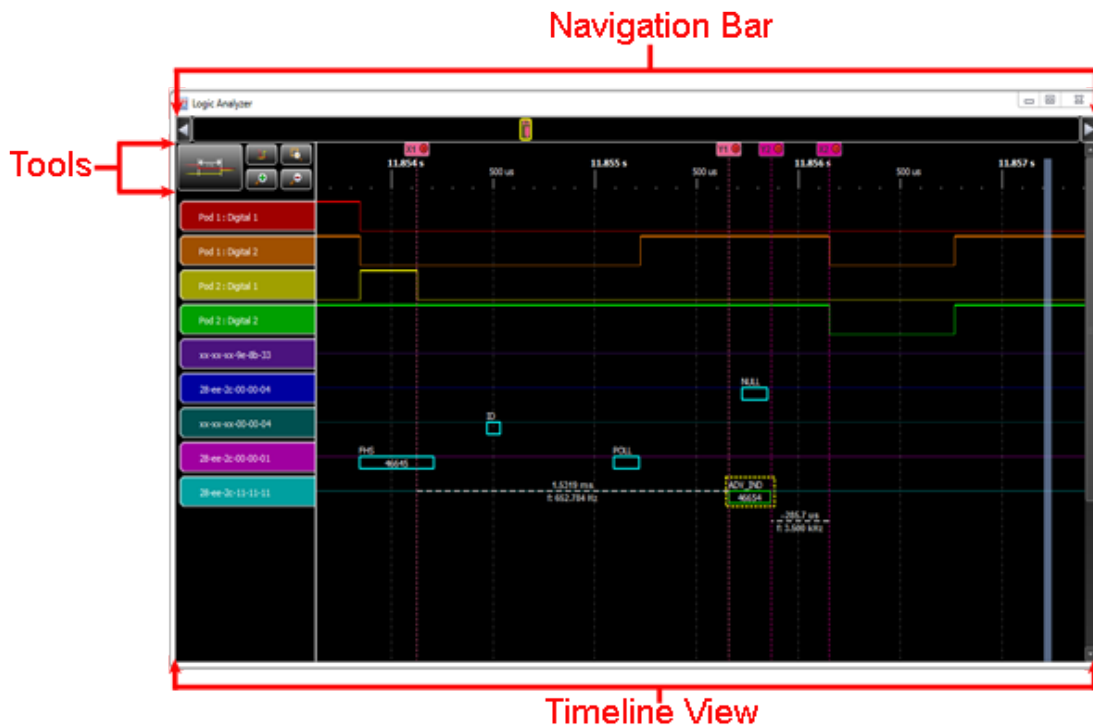 Navigation Bar
Logic Analyzer
Tools
X1
Y1
Y2
X2
11.854 s
11.855 s
11.856 s
11.857 s
500 us
500 us
500 us
Pod 1 : Digital 1
Pod 1 : Digital 2
Pod 2 : Digital 1
Pod 2 : Digital 2
xx-xx-xx-9e-8b-33
28-ee-2c-00-00-04
NULL
xx-xx-xx-00-00-04
ID
28-ee-2c-00-00-01
FHS
46645
POLL
28-ee-2c-11-11-11
1.5319 ms
f: 652.784 Hz
ADV_IND
46654
-285.7 us
f: 3.500 kHz
Timeline View